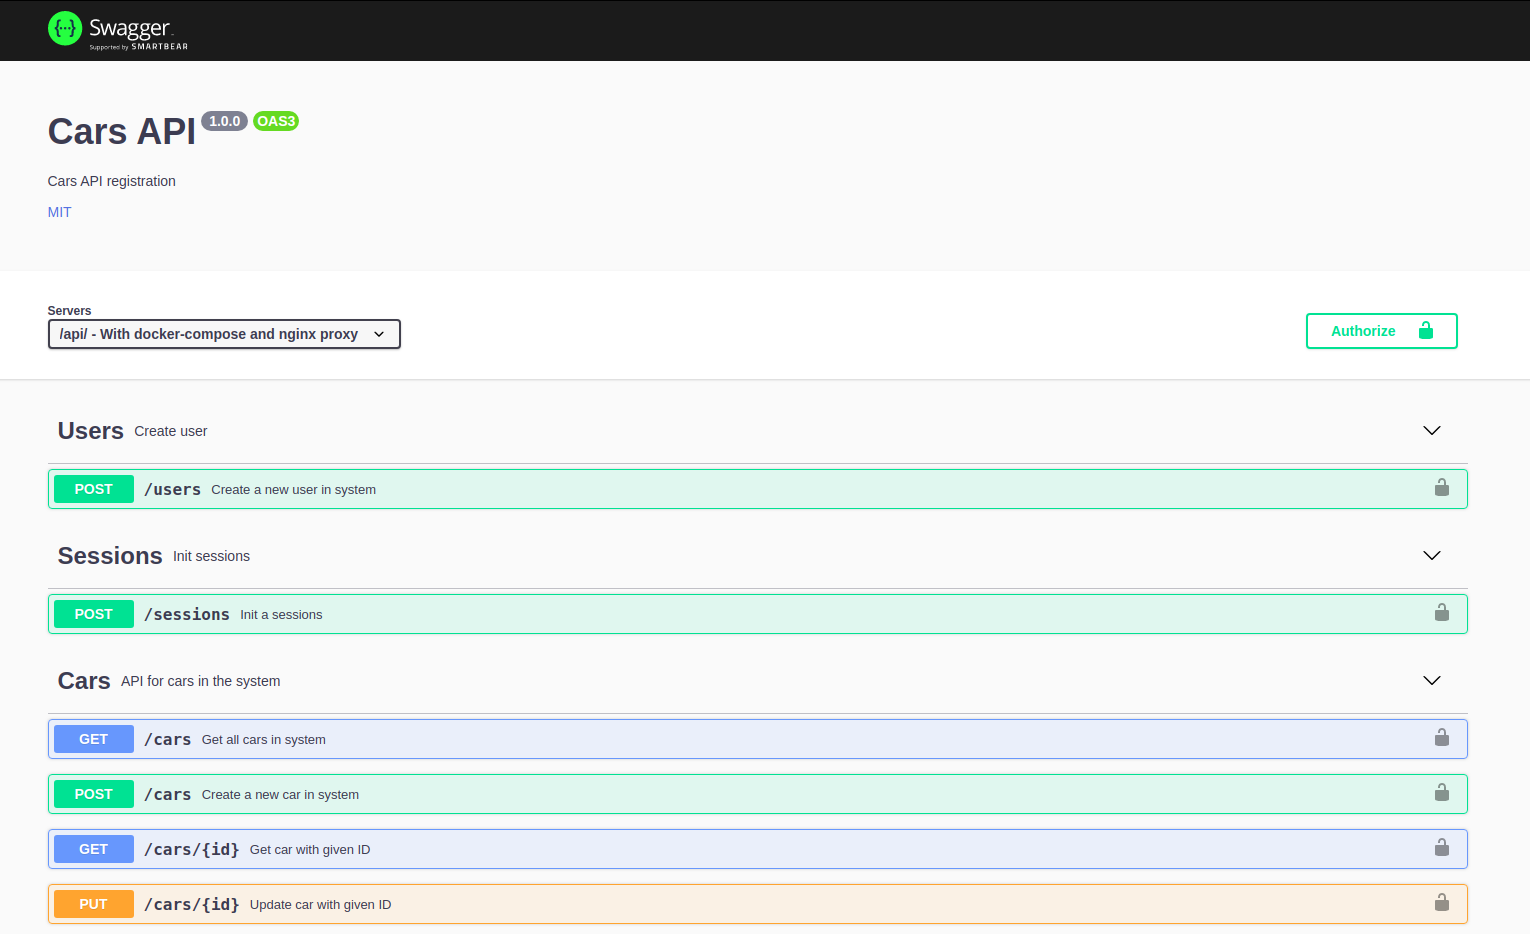 {···} Swagger
Supported by SMARTBEAR
Cars API 1.0.0 OAS3
Cars API registration
MIT
Servers
/api/ - With docker-compose and nginx proxy
Authorize
Users Create user
POST /users Create a new user in system
Sessions Init sessions
POST /sessions Init a sessions
Cars API for cars in the system
GET /cars Get all cars in system
POST /cars Create a new car in system
GET /cars/{id} Get car with given ID
PUT /cars/{id} Update car with given ID